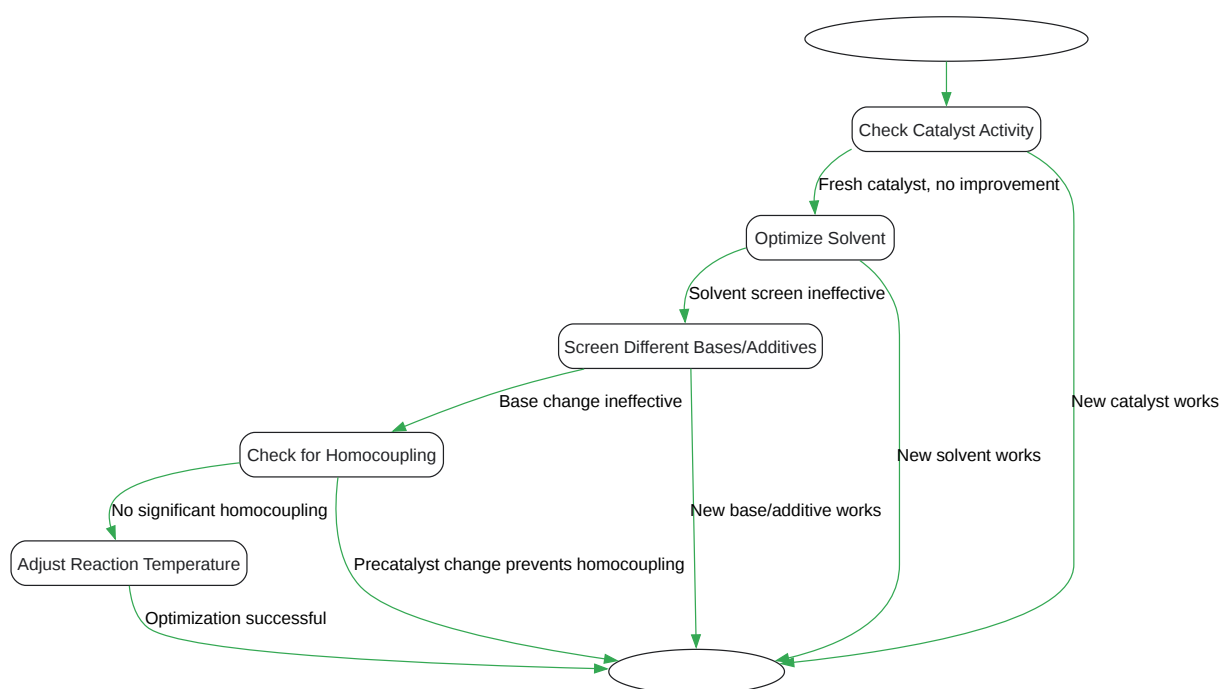 Check Catalyst Activity
Fresh catalyst, no improvement
Optimize Solvent
Solvent screen ineffective
Screen Different Bases/Additives
Base change ineffective
New catalyst works
Check for Homocoupling
New solvent works
No significant homocoupling
New base/additive works
Adjust Reaction Temperature
Precatalyst change prevents homocoupling
Optimization successful